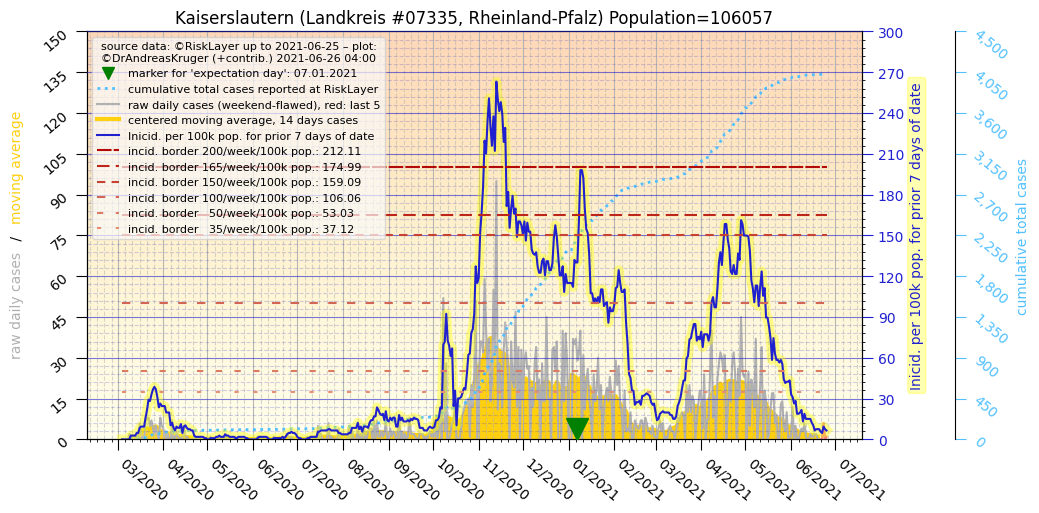 Kaiserslautern (Landkreis #07335, Rheinland-Pfalz) Population=106057
source data: ©RiskLayer up to 2021-06-25 – plot:
©DrAndreasKruger (+contrib.) 2021-06-26 04:00
marker for 'expectation day': 07.01.2021
cumulative total cases reported at RiskLayer
raw daily cases (weekend-flawed), red: last 5
centered moving average, 14 days cases
Inicid. per 100k pop. for prior 7 days of date
incid. border 200/week/100k pop.: 212.11
incid. border 165/week/100k pop.: 174.99
incid. border 150/week/100k pop.: 159.09
incid. border 100/week/100k pop.: 106.06
incid. border   50/week/100k pop.: 53.03
incid. border   35/week/100k pop.: 37.12
raw daily cases / moving average
150
135
120
105
90
75
60
45
30
15
0
03/2020
04/2020
05/2020
06/2020
07/2020
08/2020
09/2020
10/2020
11/2020
12/2020
01/2021
02/2021
03/2021
04/2021
05/2021
06/2021
07/2021
300
270
240
210
180
150
120
90
60
30
0
Inicid. per 100k pop. for prior 7 days of date
4,500
4,050
3,600
3,150
2,700
2,250
1,800
1,350
900
450
0
cumulative total cases